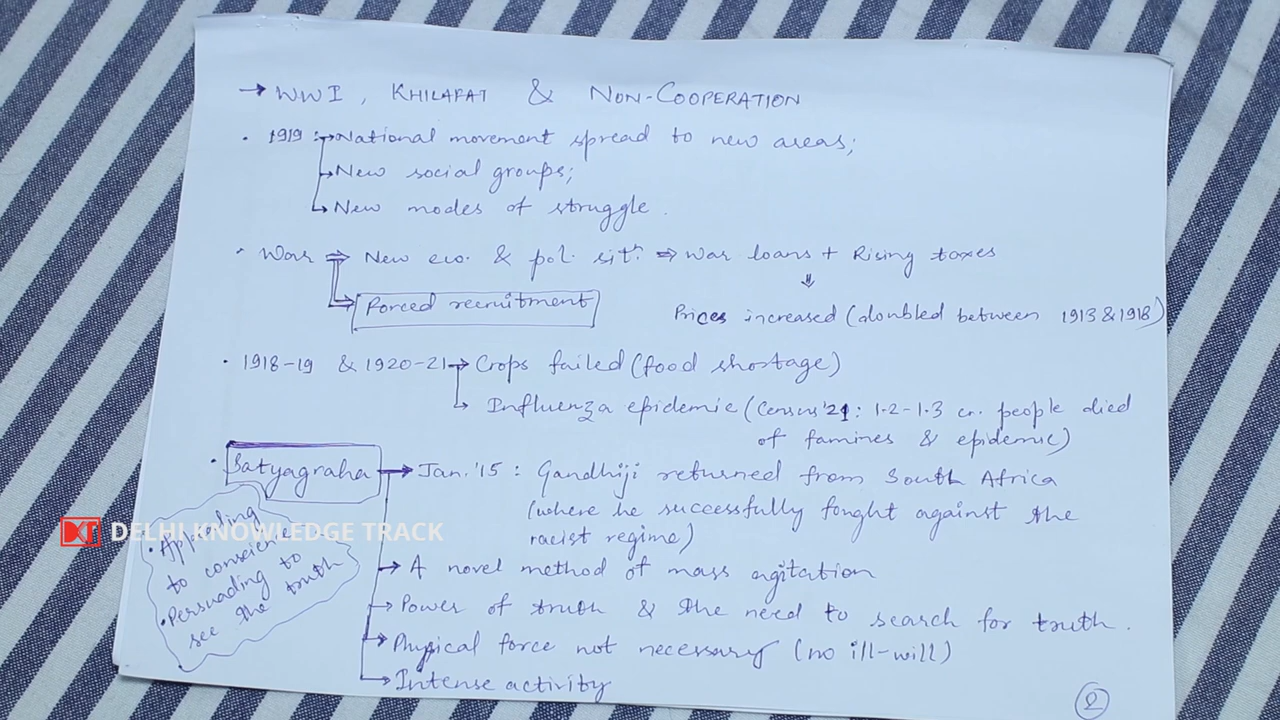 → WWI, KHILAFAT & NON-COOPERATION
• 1919 :→ National movement spread to new areas;
→ New social groups;
→ New modes of struggle.
• War ⇒ New eco. & pol. sitⁿ. ⇒ War loans + Rising taxes
⇓
⇒ Forced recruitment
Prices increased (doubled between 1913 & 1918)
• 1918-19 & 1920-21 → Crops failed (food shortage)
→ Influenza epidemic (Census '21: 1.2-1.3 cr. people died
of famines & epidemic)
• Satyagraha → Jan. '15 : Gandhiji returned from South Africa
(where he successfully fought against the
racist regime)
→ A novel method of mass agitation
→ Power of truth & the need to search for truth.
→ Physical force not necessary (no ill-will)
→ Intense activity
• Appealing
to conscience
• Persuading to
see the truth
DKT DELHI KNOWLEDGE TRACK
2